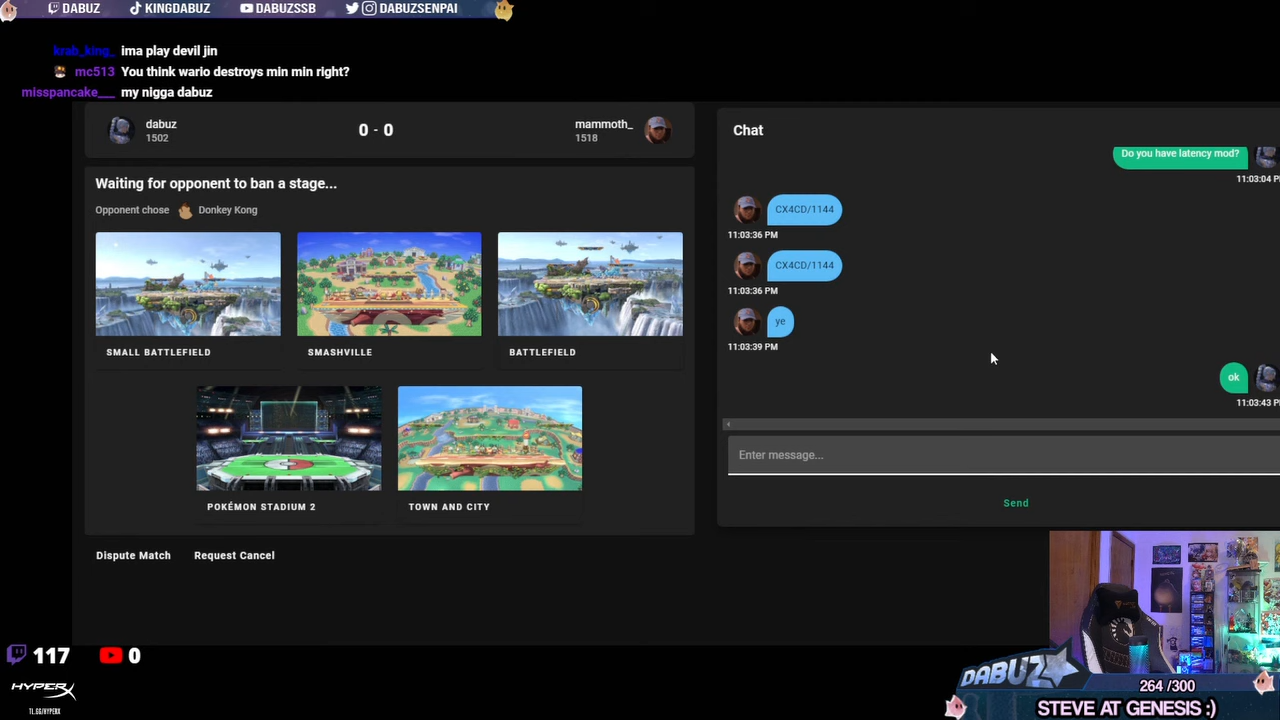 DABUZ KINGDABUZ DABUZSSB DABUZSENPAI
krab_king_ ima play devil jin
mc513 You think wario destroys min min right?
misspancake___ my nigga dabuz
dabuz
1502
0 - 0
mammoth_
1518
Waiting for opponent to ban a stage...
Opponent chose Donkey Kong
SMALL BATTLEFIELD
SMASHVILLE
BATTLEFIELD
POKÉMON STADIUM 2
TOWN AND CITY
Dispute Match Request Cancel
Chat
Do you have latency mod?
11:03:04 P
CX4CD/1144
11:03:36 PM
CX4CD/1144
11:03:36 PM
ye
11:03:39 PM
ok
11:03:43 P
Enter message...
Send
117 0
HYPERX
TL.GG/HYPERX
DABUZ
264 /300
STEVE AT GENESIS :)